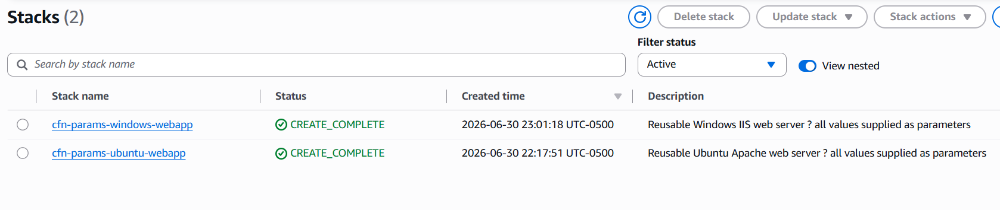 Stacks (2)
Delete stack
Update stack
Stack actions
Filter status
Search by stack name
Active
View nested
Stack name Status Created time Description
cfn-params-windows-webapp CREATE_COMPLETE 2026-06-30 23:01:18 UTC-0500 Reusable Windows IIS web server ? all values supplied as parameters
cfn-params-ubuntu-webapp CREATE_COMPLETE 2026-06-30 22:17:51 UTC-0500 Reusable Ubuntu Apache web server ? all values supplied as parameters